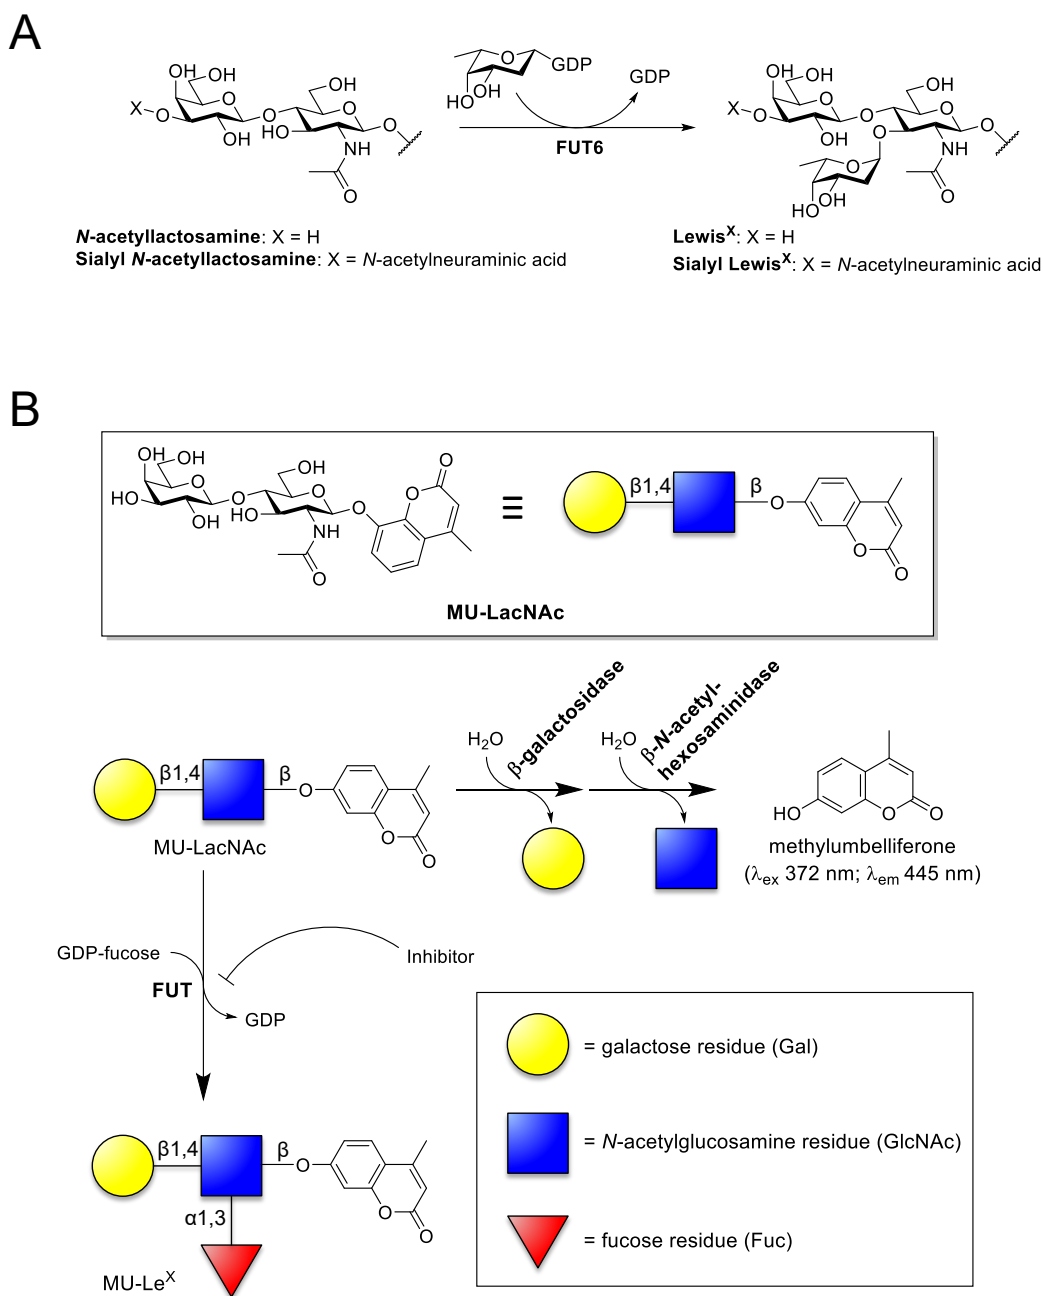 A
OH
OH
X
O
O
O
OH
HO
OH
O
O
NH
O
O
GDP
OH
HO
GDP
FUT6
OH
OH
X
O
O
O
OH
O
OH
O
O
NH
O
O
OH
HO
N-acetyllactosamine: X = H
Sialyl N-acetyllactosamine: X = N-acetylneuraminic acid
Lewisˣ: X = H
Sialyl Lewisˣ: X = N-acetylneuraminic acid
B
OH
OH
HO
O
OH
O
HO
OH
O
O
NH
O
O
O
≡
β1,4
β
O
O
O
MU-LacNAc
β1,4
β
O
O
O
MU-LacNAc
H₂O
β-galactosidase
H₂O
β-N-acetyl-
hexosaminidase
HO
O
O
methylumbelliferone
(λex 372 nm; λem 445 nm)
GDP-fucose
FUT
GDP
Inhibitor
β1,4
β
O
O
O
α1,3
MU-Leˣ
= galactose residue (Gal)
= N-acetylglucosamine residue (GlcNAc)
= fucose residue (Fuc)